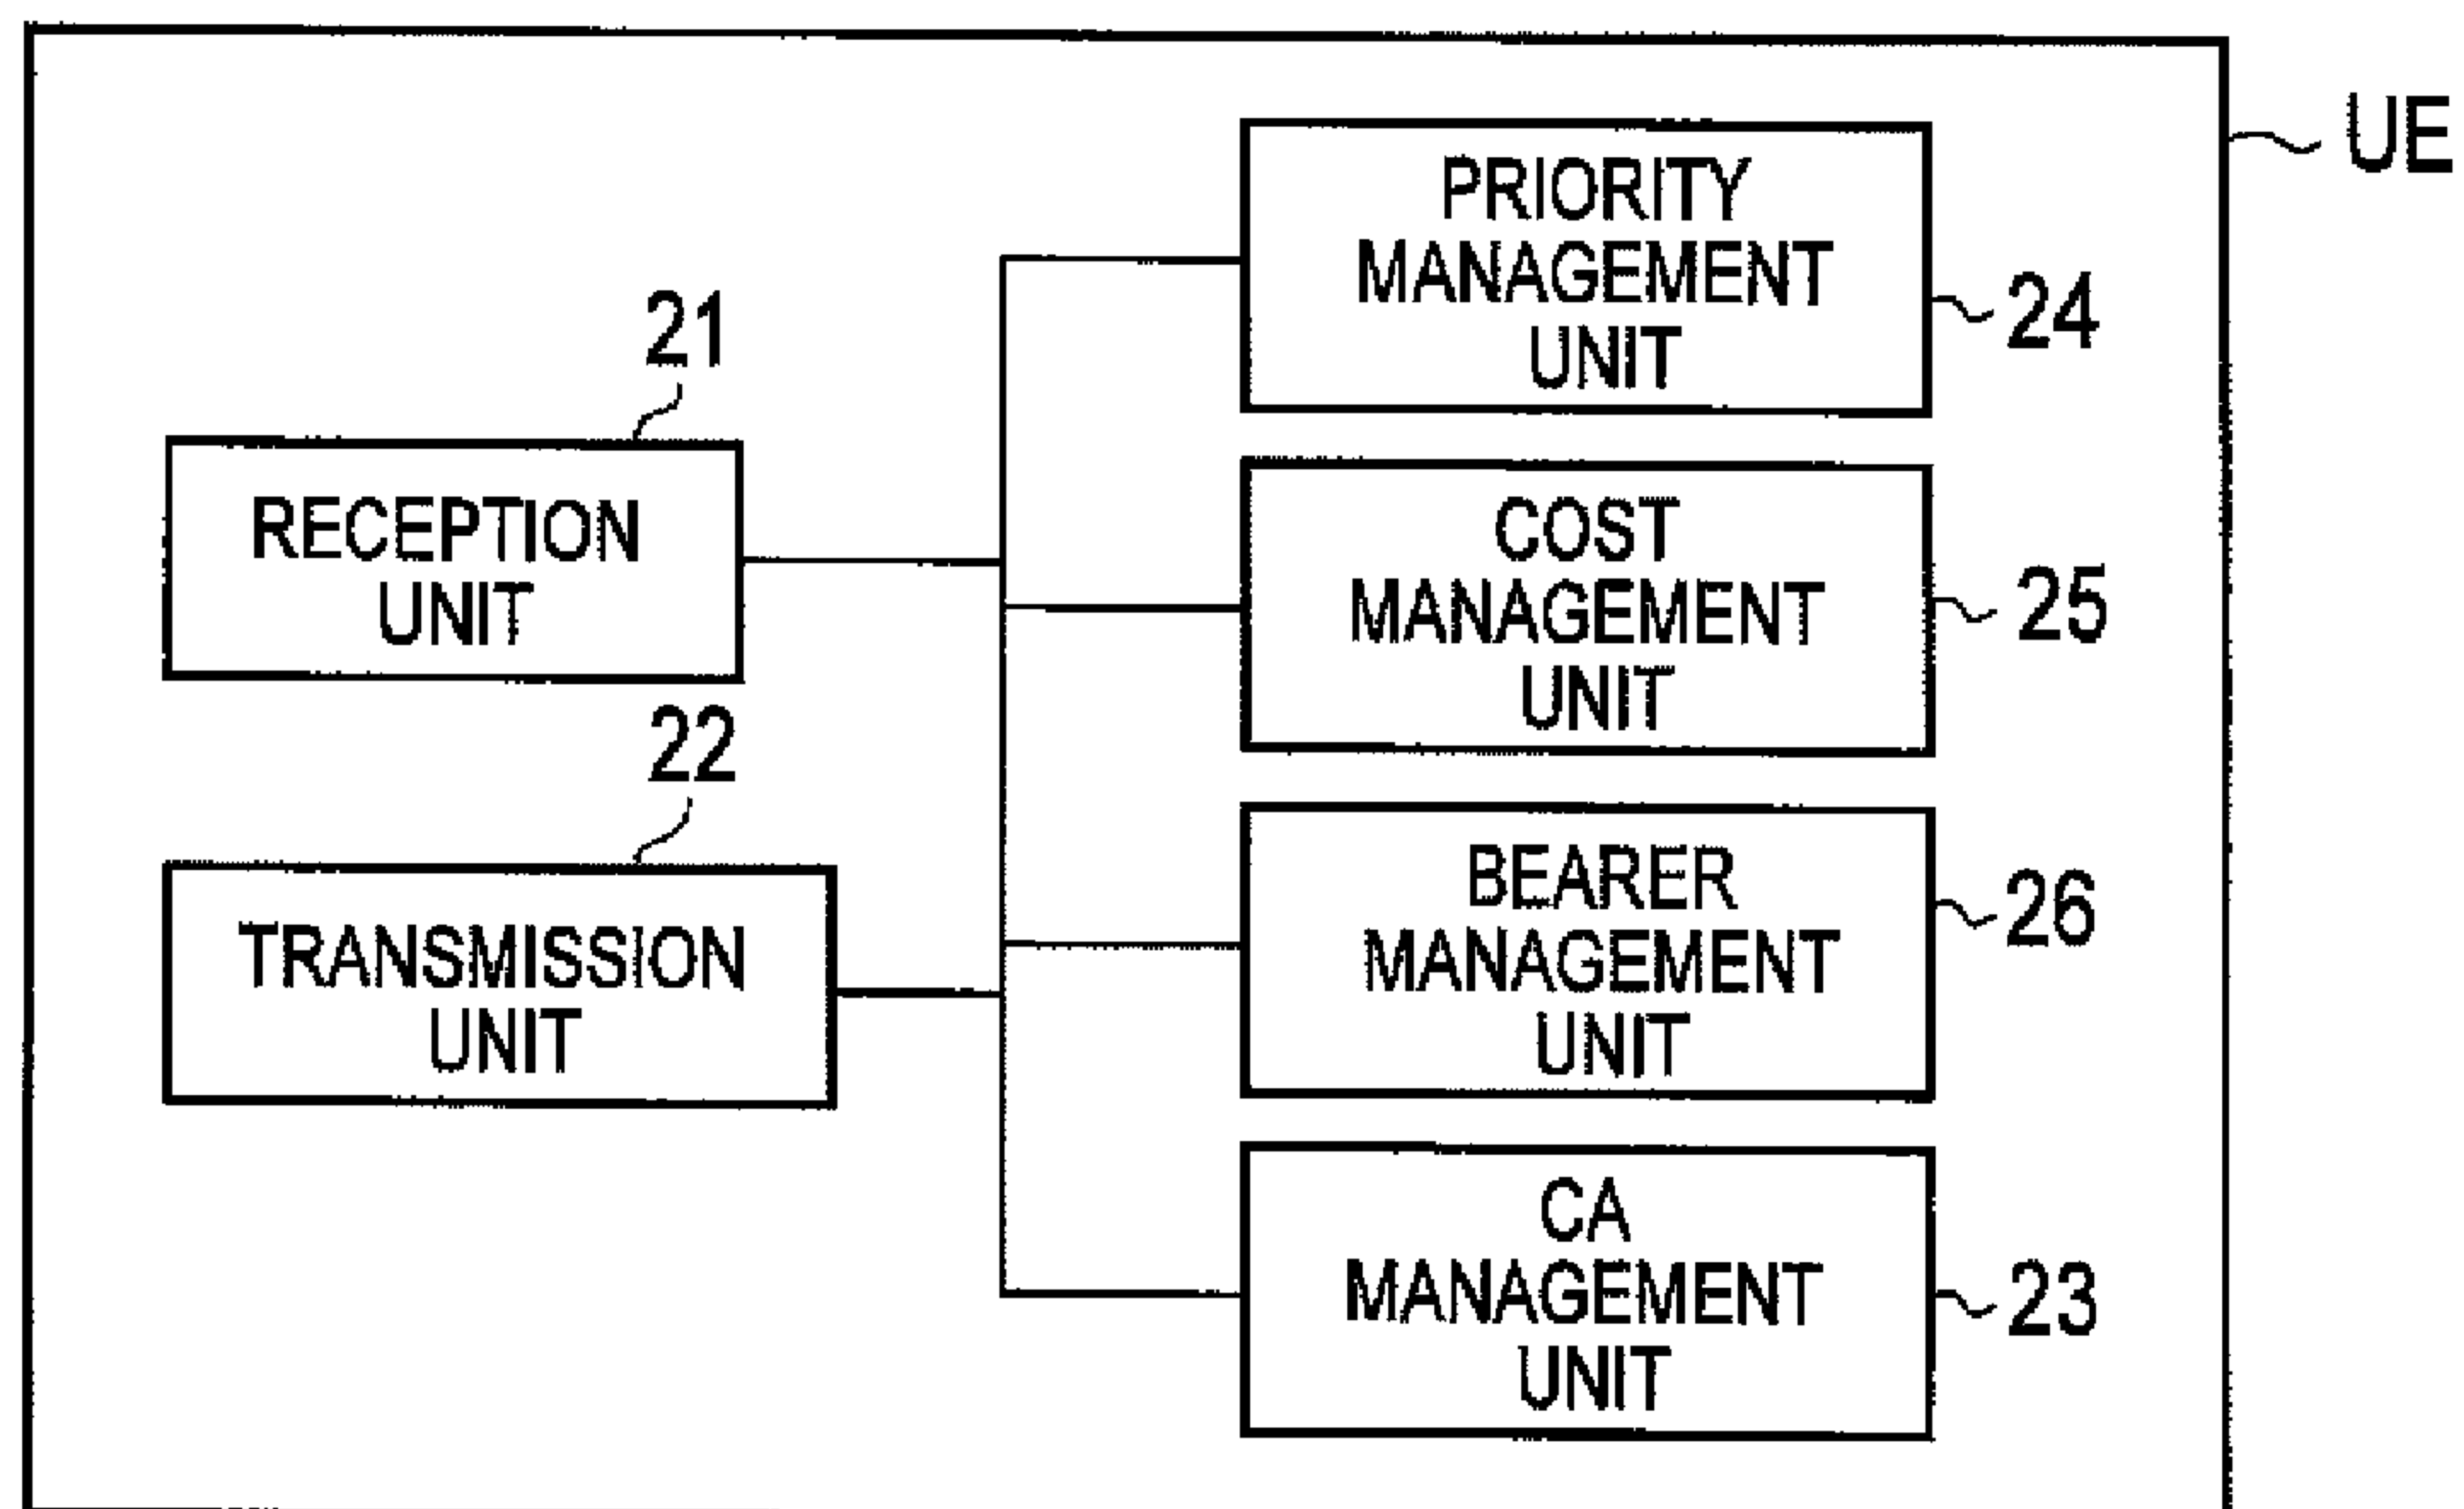 UE
21
RECEPTION
UNIT
22
TRANSMISSION
UNIT
PRIORITY
MANAGEMENT
UNIT
24
COST
MANAGEMENT
UNIT
25
BEARER
MANAGEMENT
UNIT
26
CA
MANAGEMENT
UNIT
23